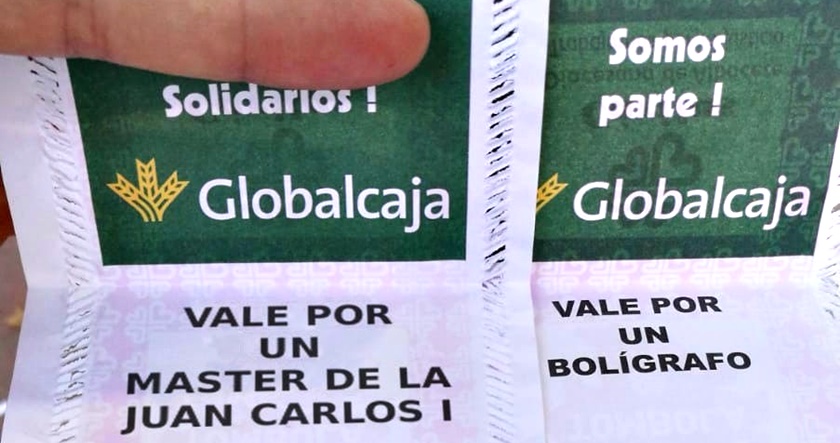 Solidarios !
Globalcaja
VALE POR
UN
MASTER DE LA
JUAN CARLOS I
Somos
parte !
Globalcaja
VALE POR
UN
BOLÍGRAFO